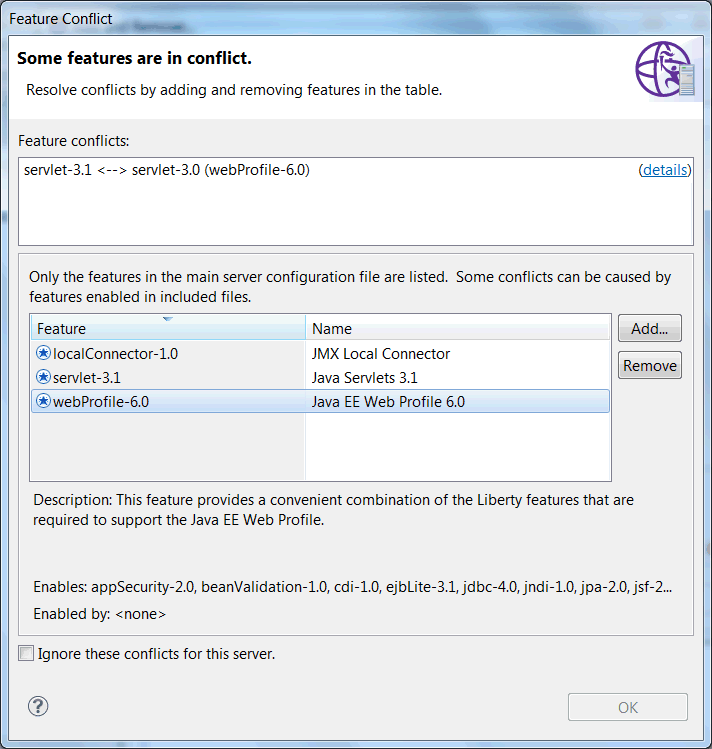 Feature Conflict
Some features are in conflict.
Resolve conflicts by adding and removing features in the table.
Feature conflicts:
servlet-3.1 <--> servlet-3.0 (webProfile-6.0) (details)
Only the features in the main server configuration file are listed. Some conflicts can be caused by
features enabled in included files.
Feature Name Add...
localConnector-1.0 JMX Local Connector
servlet-3.1 Java Servlets 3.1 Remove
webProfile-6.0 Java EE Web Profile 6.0
Description: This feature provides a convenient combination of the Liberty features that are
required to support the Java EE Web Profile.
Enables: appSecurity-2.0, beanValidation-1.0, cdi-1.0, ejbLite-3.1, jdbc-4.0, jndi-1.0, jpa-2.0, jsf-2...
Enabled by: <none>
Ignore these conflicts for this server.
? OK